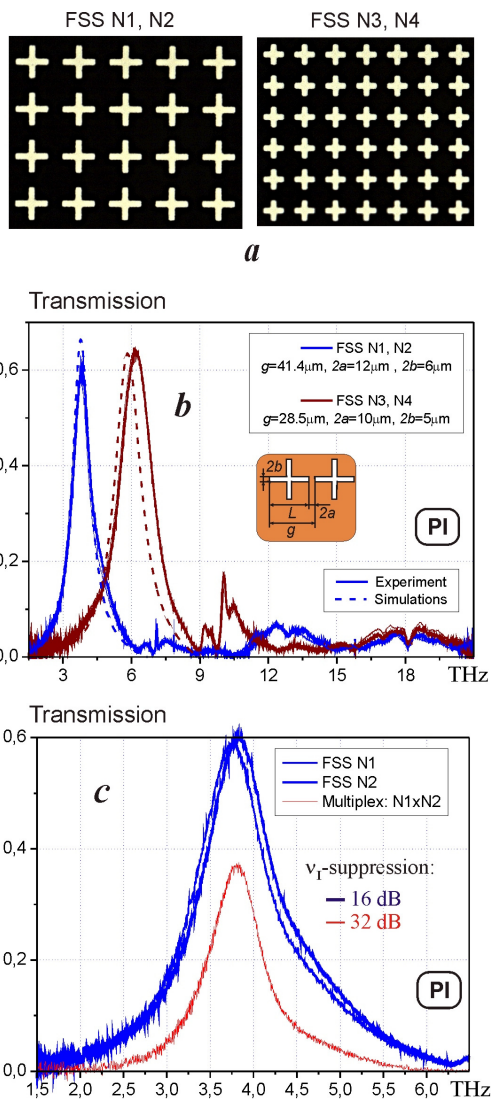 FSS N1, N2 FSS N3, N4
a
Transmission
0,6
0,4
0,2
0,0
b
FSS N1, N2
g=41.4μm, 2a=12μm , 2b=6μm
FSS N3, N4
g=28.5μm, 2a=10μm , 2b=5μm
2b
L
2a
g
PI
Experiment
Simulations
3 6 9 12 15 18 THz
Transmission
0,6
0,4
0,2
0,0
c
FSS N1
FSS N2
Multiplex: N1xN2
νI-suppression:
16 dB
32 dB
PI
1,5 2,0 2,5 3,0 3,5 4,0 4,5 5,0 5,5 6,0 THz